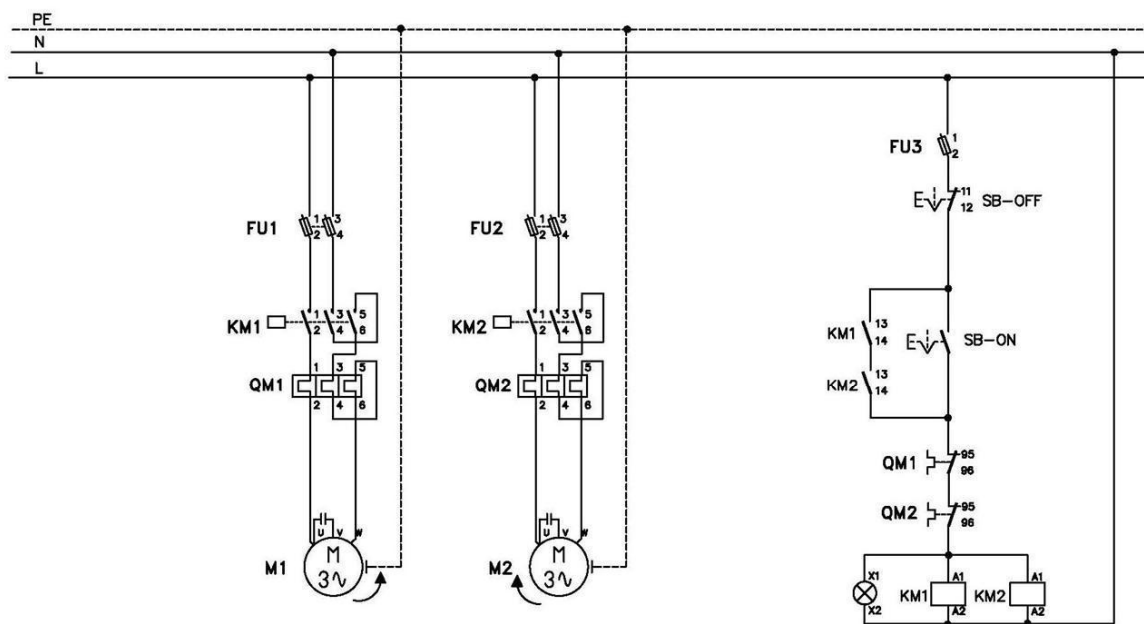 PE
N
L
FU1
1
2
3
4
FU2
1
2
3
4
FU3
1
2
11
12
SB-OFF
KM1
1
2
3
4
5
6
KM2
1
2
3
4
5
6
KM1
13
14
SB-ON
KM2
13
14
QM1
1
3
5
2
4
6
QM2
1
3
5
2
4
6
QM1
95
96
QM2
95
96
M1
U
V
W
M
3∿
M2
U
V
W
M
3∿
X1
X2
KM1
A1
A2
KM2
A1
A2